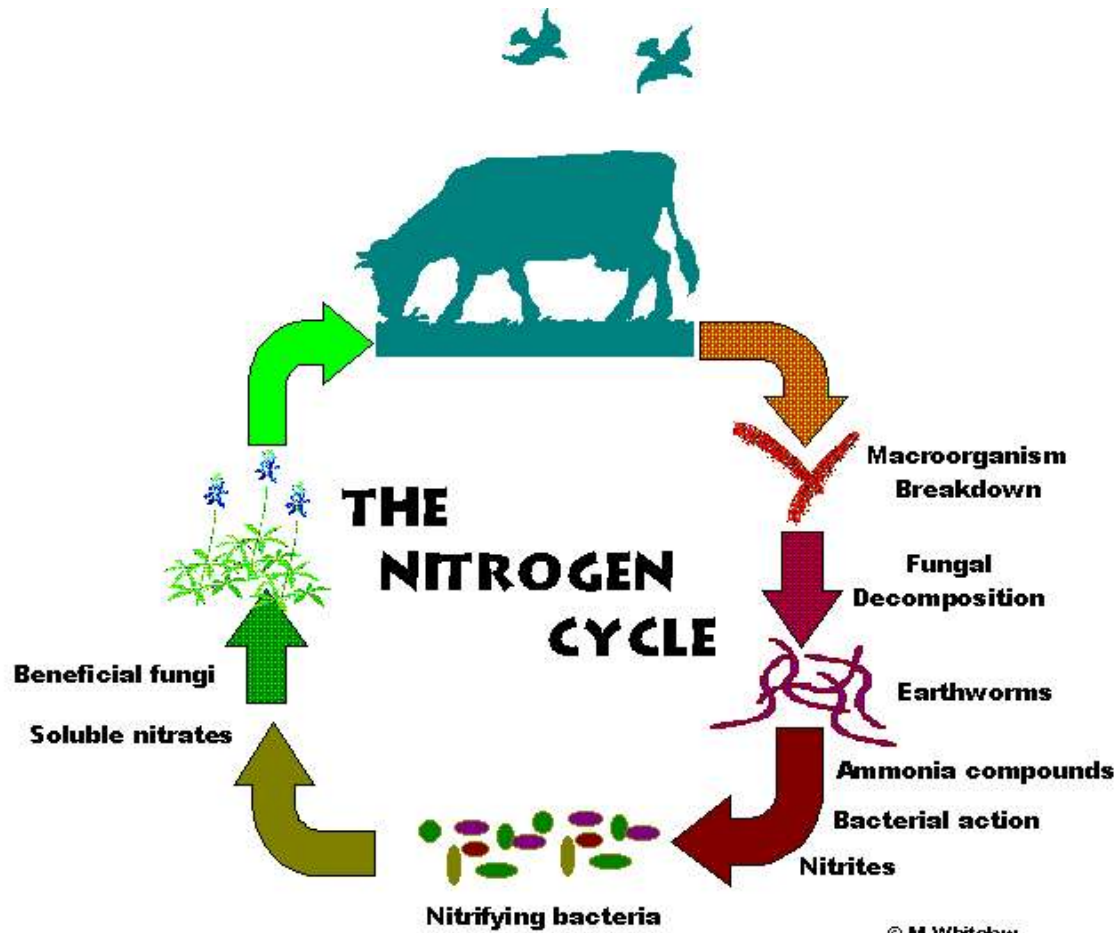 THE
NITROGEN
CYCLE
Macroorganism
Breakdown
Fungal
Decomposition
Earthworms
Ammonia compounds
Bacterial action
Nitrites
Nitrifying bacteria
Soluble nitrates
Beneficial fungi
© M Whitelaw